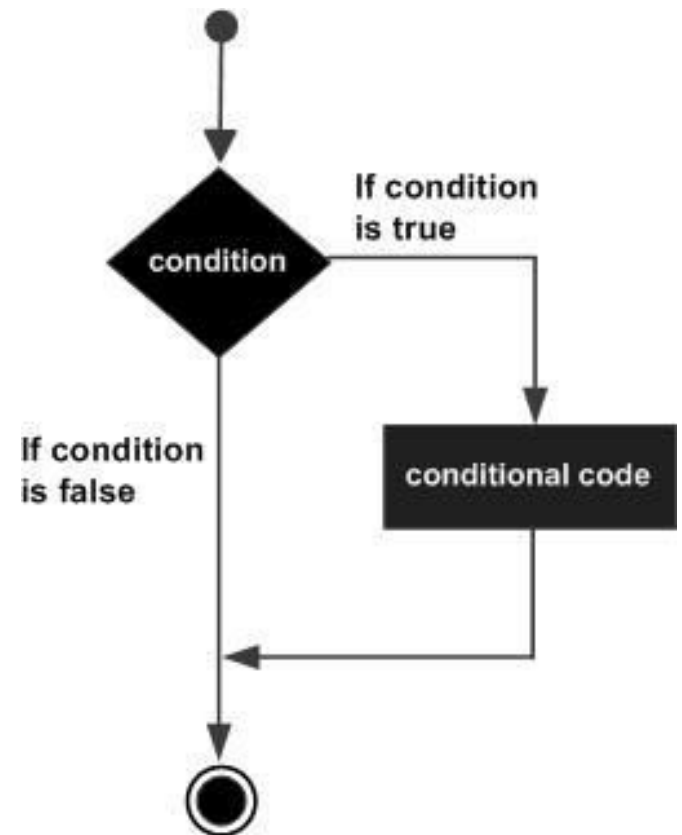 If condition
is true
condition
If condition
is false
conditional code